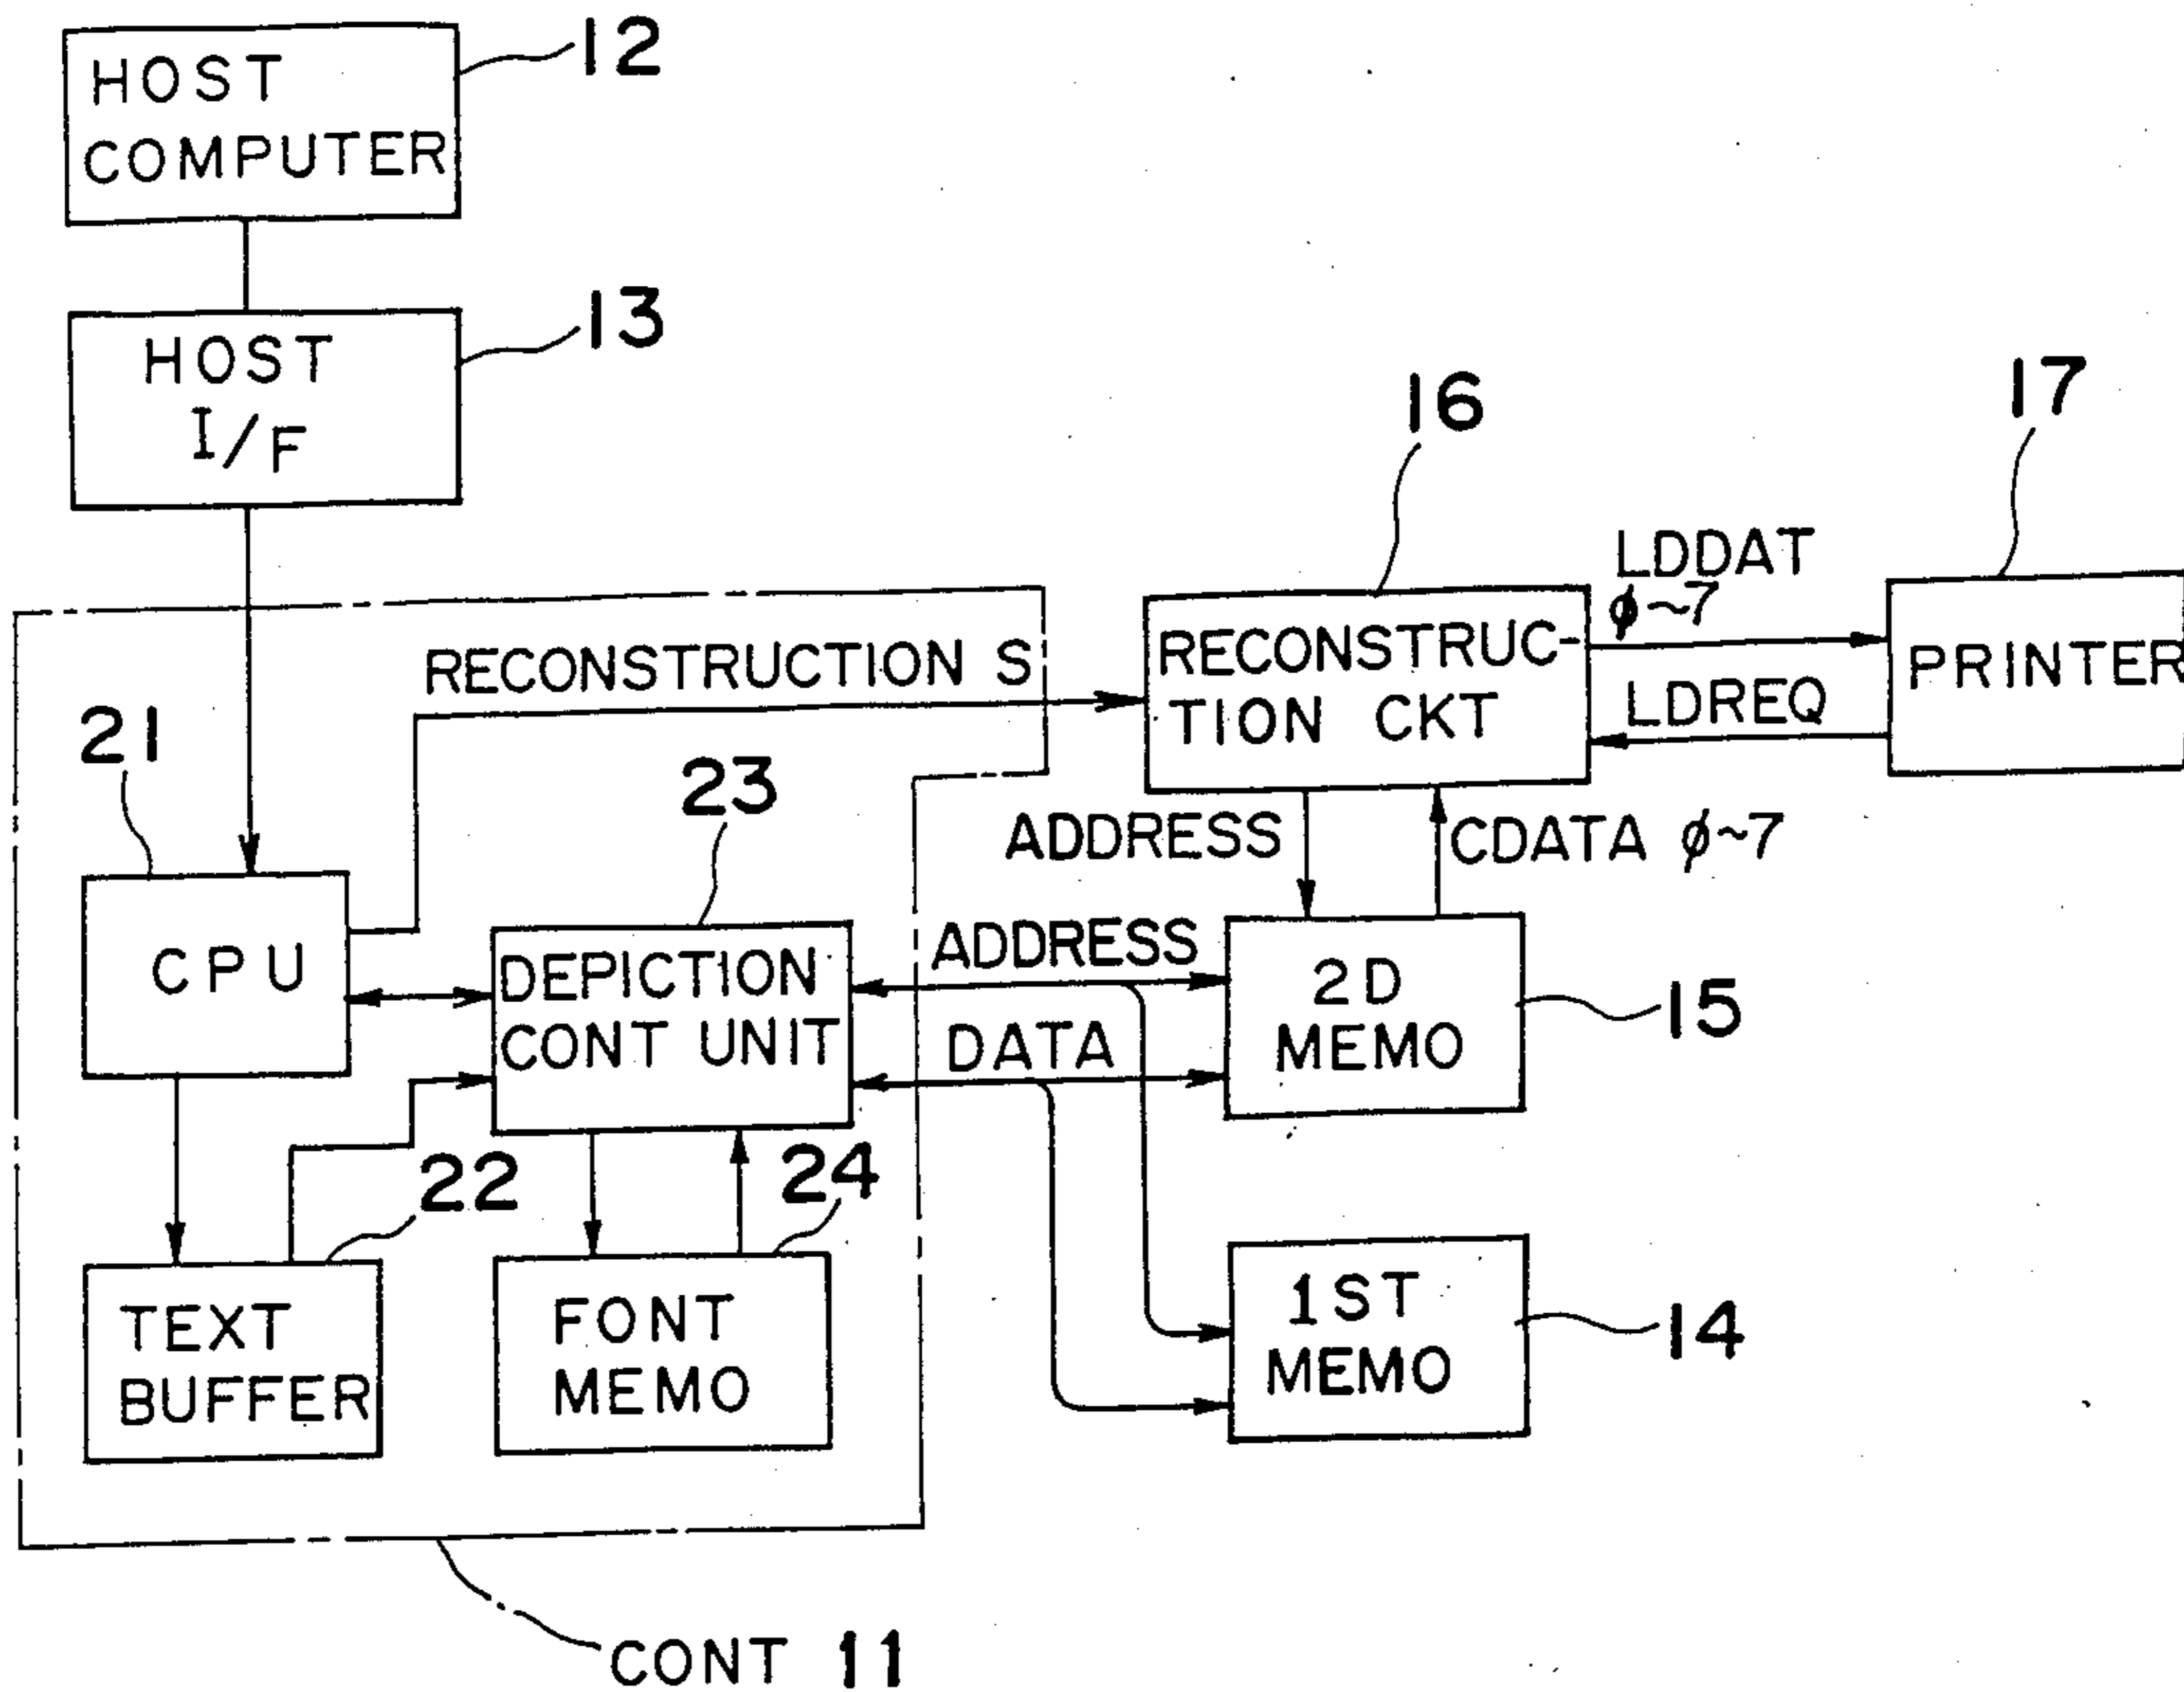 HOST
COMPUTER
12
HOST
I/F
13
16
17
LDDAT
φ~7
RECONSTRUCTION S
RECONSTRUC-
TION CKT
PRINTER
LDREQ
21
23
ADDRESS
CDATA φ~7
CPU
DEPICTION
CONT UNIT
ADDRESS
DATA
2D
MEMO
15
22
24
TEXT
BUFFER
FONT
MEMO
1ST
MEMO
14
CONT 11